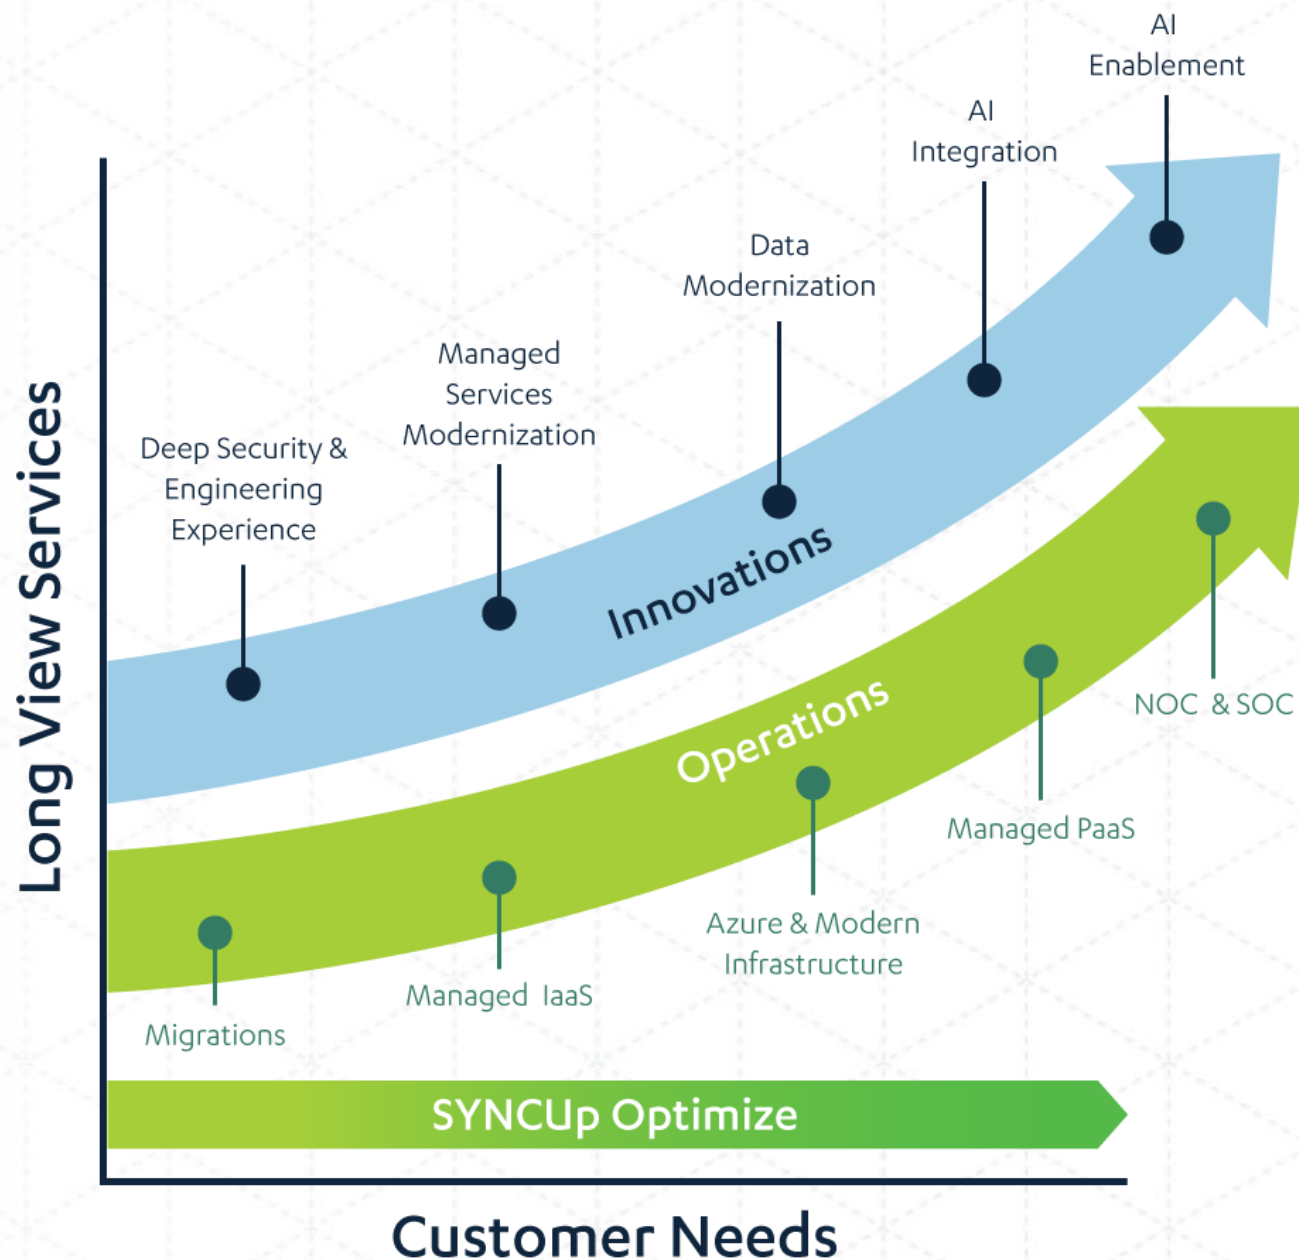 AI
Enablement
AI
Integration
Data
Modernization
Managed
Services
Modernization
Deep Security &
Engineering
Experience
Long View Services
Innovations
Operations
NOC & SOC
Managed PaaS
Azure & Modern
Infrastructure
Managed IaaS
Migrations
SYNCUp Optimize
Customer Needs